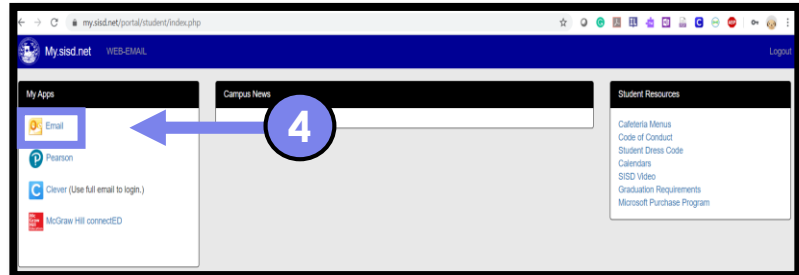 my.sisd.net/portal/student/index.php
My.sisd.net WEB-EMAIL Logout
My Apps
Email
Pearson
Clever (Use full email to login.)
McGraw Hill connectED
Campus News
4
Student Resources
Cafeteria Menus
Code of Conduct
Student Dress Code
Calendars
SISD Video
Graduation Requirements
Microsoft Purchase Program